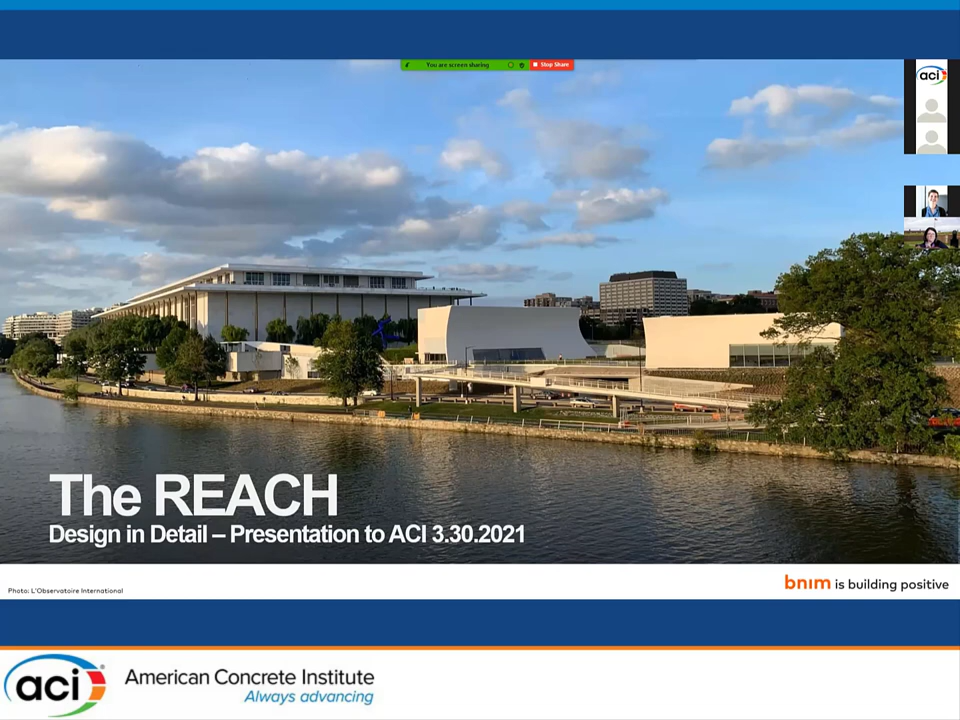 You are screen sharing
Stop Share
aci
The REACH
Design in Detail – Presentation to ACI 3.30.2021
Photo: L'Observatoire International
bnim is building positive
aci
American Concrete Institute
Always advancing